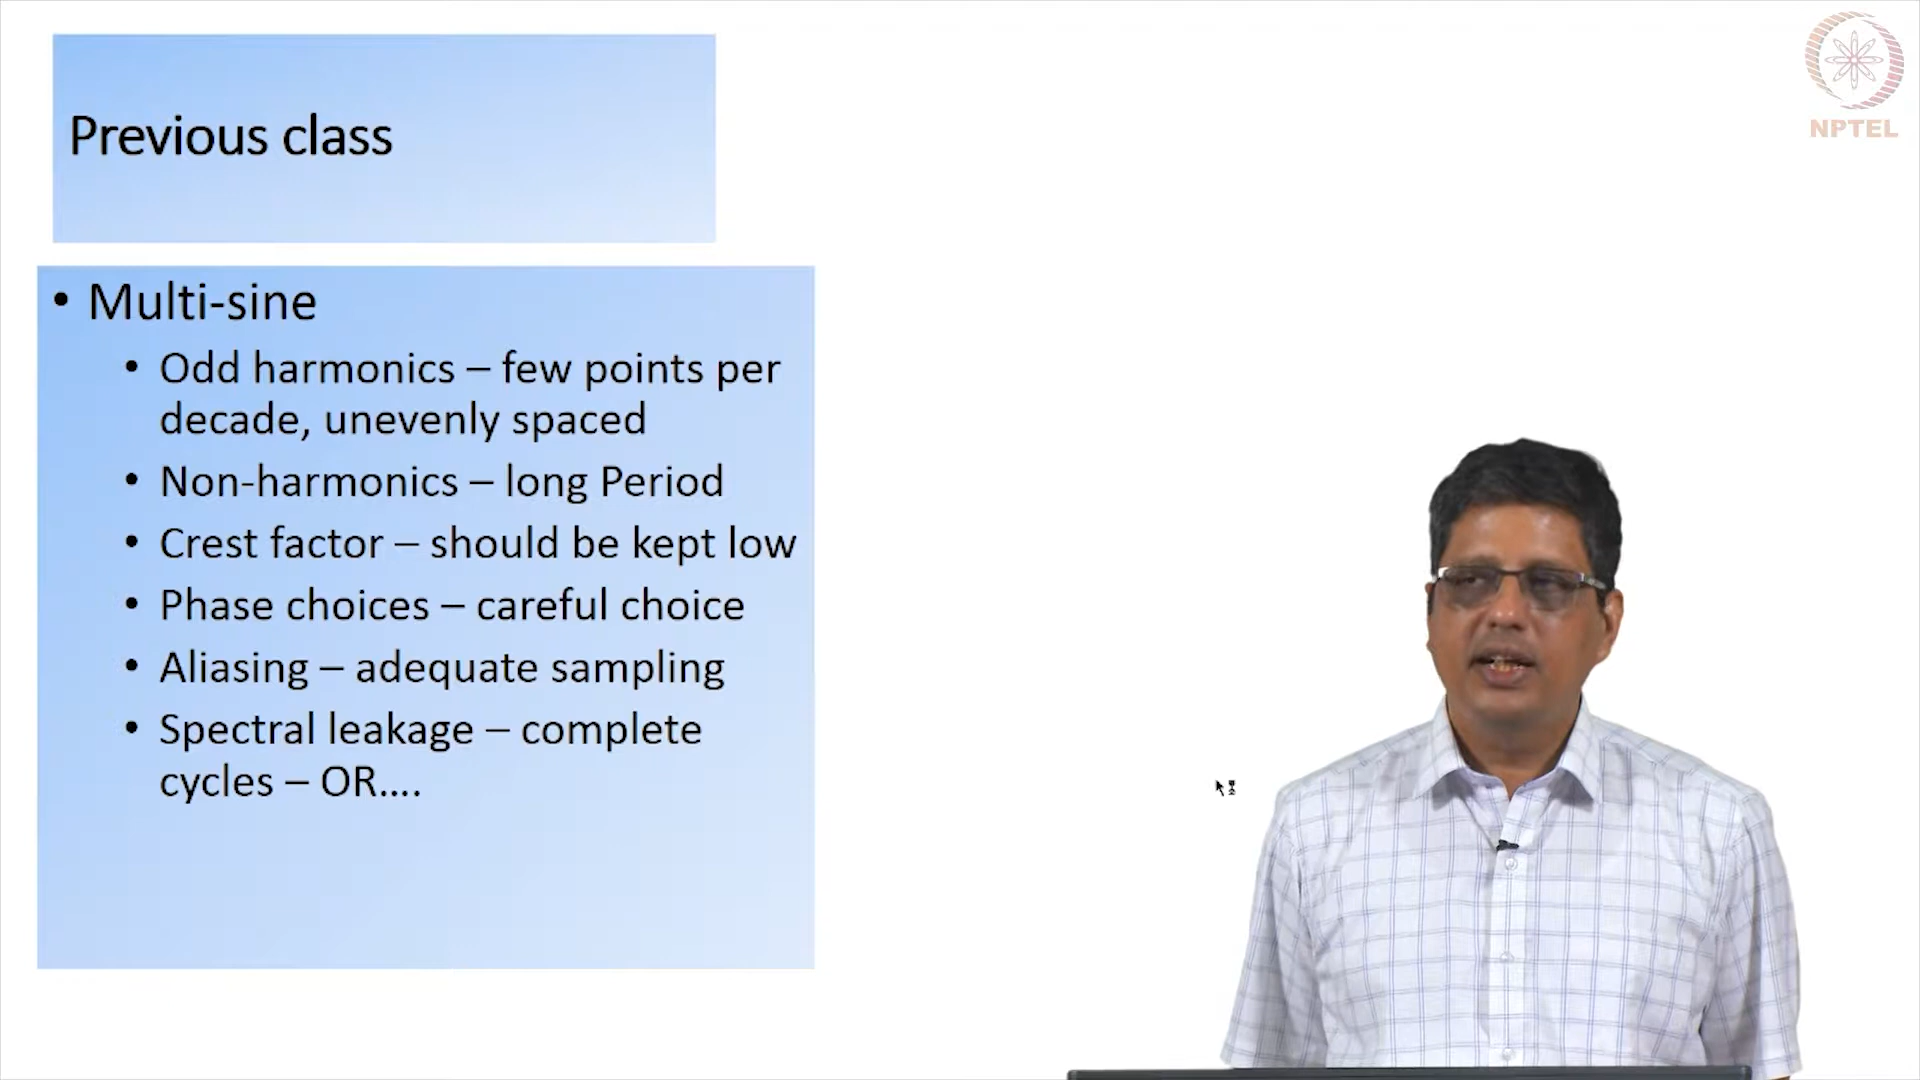 NPTEL
Previous class
• Multi-sine
• Odd harmonics – few points per
decade, unevenly spaced
• Non-harmonics – long Period
• Crest factor – should be kept low
• Phase choices – careful choice
• Aliasing – adequate sampling
• Spectral leakage – complete
cycles – OR....